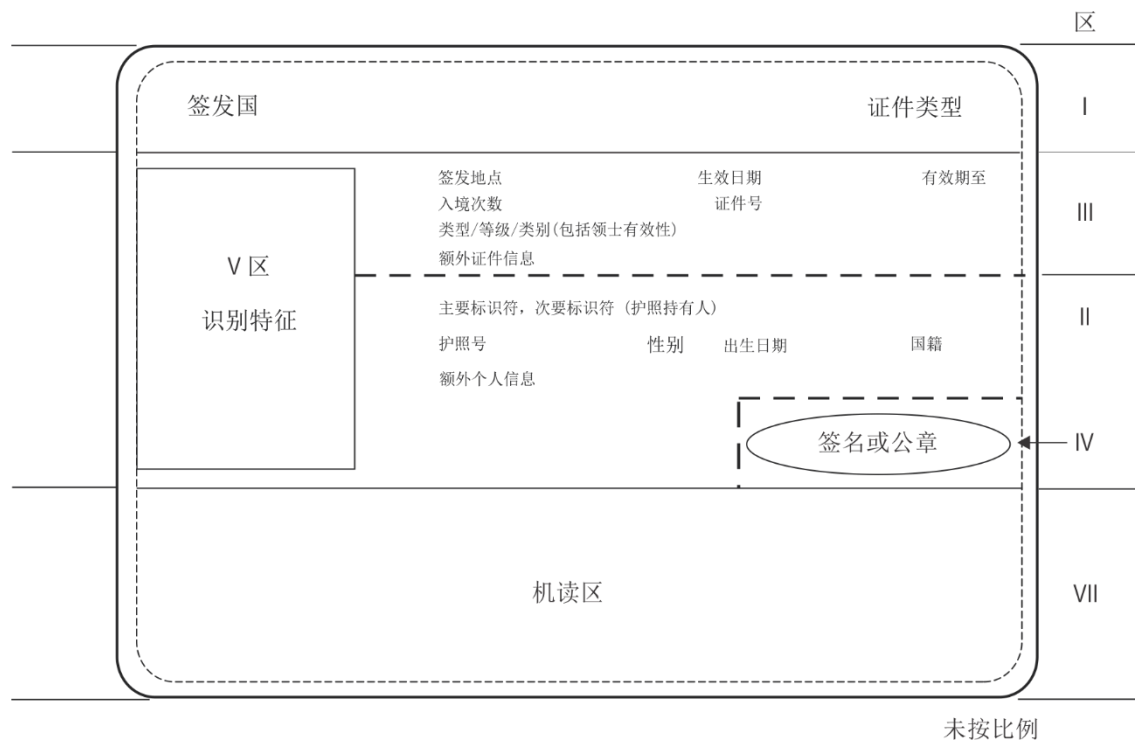 区
签发国 证件类型 I
签发地点 生效日期 有效期至
入境次数 证件号 III
类型/等级/类别(包括领士有效性)
额外证件信息
V 区
识别特征
主要标识符，次要标识符 (护照持有人) II
护照号 性别 出生日期 国籍
额外个人信息
签名或公章 IV
机读区 VII
未按比例